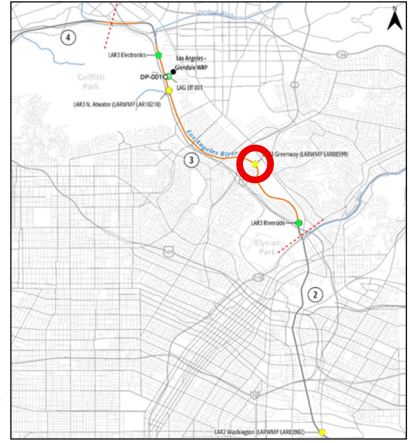 N
4
LAR3 Electronics
Los Angeles -
Glendale WRP
DP-001
LAG Eff 001
Griffith
Park
LAR3 N. Atwater (LARWMP LAR18210)
Los Angeles River
3
Greenway (LARWMP LAR08599)
LAR3 Riverside
Elysian
Park
2
LAR2 Washington (LARWMP LAR03902)